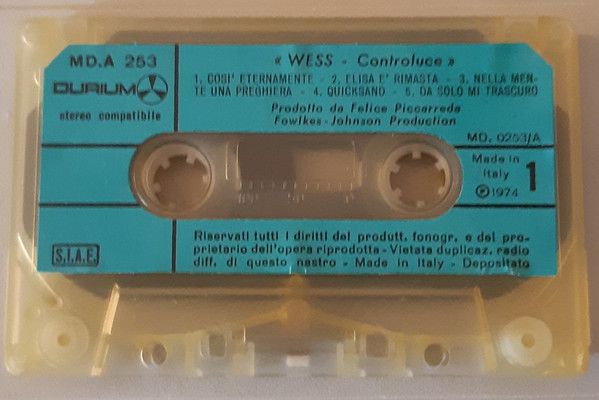 MD.A 253
« WESS - Controluce »
DURIUM
1. COSI' ETERNAMENTE - 2. ELISA E' RIMASTA - 3. NELLA MEN-
TE UNA PREGHIERA - 4. QUICKSAND - 5. DA SOLO MI TRASCURO
stereo compatibile
Prodotto da Felice Piccarreda
Fowlkes-Johnson Production
MD. 0253/A
Made in
Italy
1
℗1974
100 50 0
Riservati tutti i diritti del produtt. fonogr. e del pro-
prietario dell'opera riprodotta - Vietata duplicaz. radio
diff. di questo nastro - Made in Italy - Depositato
S.I.A.E.